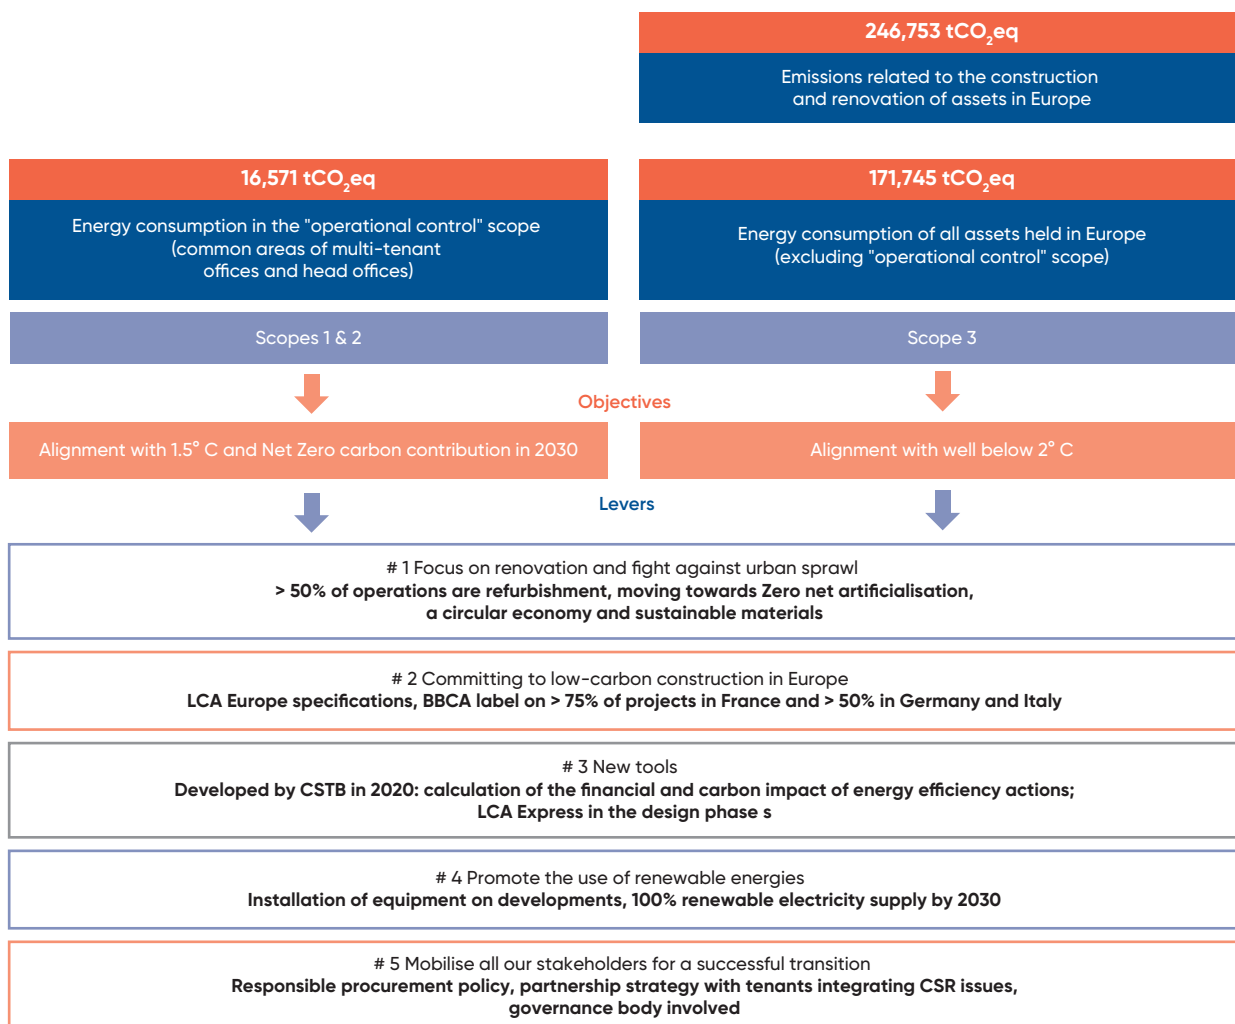 246,753 tCO₂eq
Emissions related to the construction
and renovation of assets in Europe
16,571 tCO₂eq
Energy consumption in the "operational control" scope
(common areas of multi-tenant
offices and head offices)
Scopes 1 & 2
171,745 tCO₂eq
Energy consumption of all assets held in Europe
(excluding "operational control" scope)
Scope 3
Objectives
Alignment with 1.5° C and Net Zero carbon contribution in 2030
Alignment with well below 2° C
Levers
# 1 Focus on renovation and fight against urban sprawl
> 50% of operations are refurbishment, moving towards Zero net artificialisation,
a circular economy and sustainable materials
# 2 Committing to low-carbon construction in Europe
LCA Europe specifications, BBCA label on > 75% of projects in France and > 50% in Germany and Italy
# 3 New tools
Developed by CSTB in 2020: calculation of the financial and carbon impact of energy efficiency actions;
LCA Express in the design phase s
# 4 Promote the use of renewable energies
Installation of equipment on developments, 100% renewable electricity supply by 2030
# 5 Mobilise all our stakeholders for a successful transition
Responsible procurement policy, partnership strategy with tenants integrating CSR issues,
governance body involved